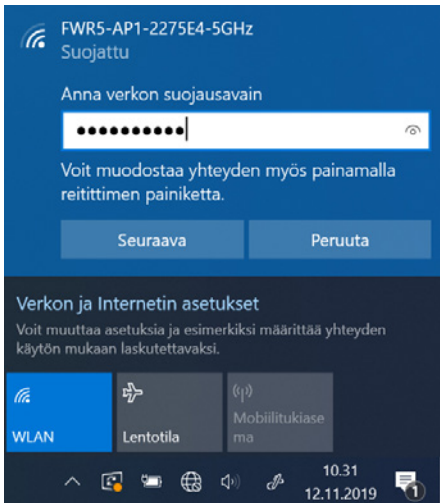 FWR5-AP1-2275E4-5GHz
Suojattu
Anna verkon suojausavain
Voit muodostaa yhteyden myös painamalla
reitittimen painiketta.
Seuraava
Peruuta
Verkon ja Internetin asetukset
Voit muuttaa asetuksia ja esimerkiksi määrittää yhteyden
käytön mukaan laskutettavaksi.
WLAN
Lentotila
Mobiilitukiase
ma
10.31
12.11.2019
1